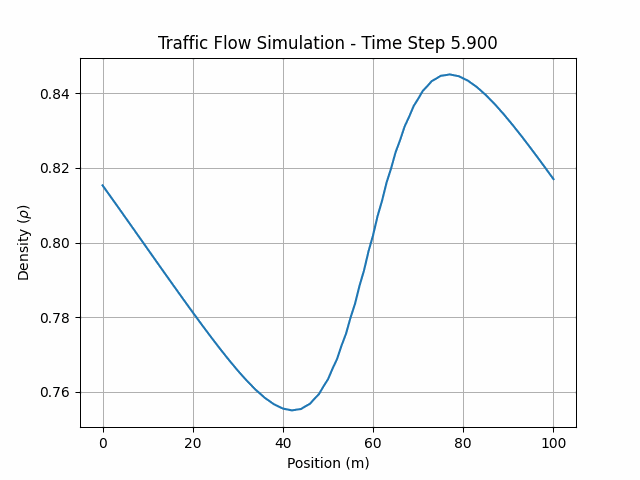 Traffic Flow Simulation - Time Step 5.900
0.84
0.82
0.80
0.78
0.76
Density (ρ)
0 20 40 60 80 100
Position (m)